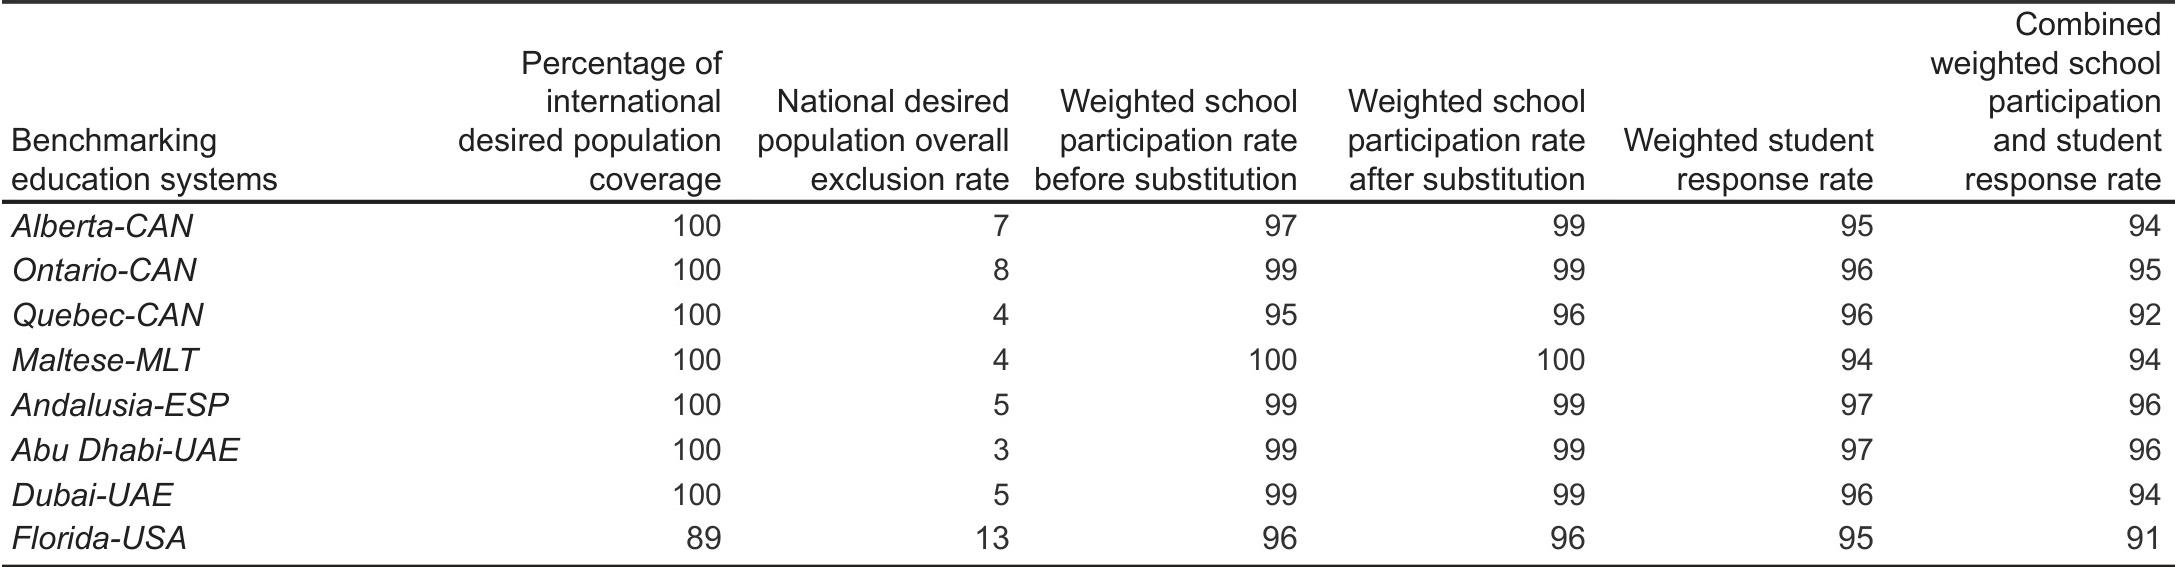 Benchmarking education systems | Percentage of international desired population coverage | National desired population overall exclusion rate | Weighted school participation rate before substitution | Weighted school participation rate after substitution | Weighted student response rate | Combined weighted school participation and student response rate
Alberta-CAN 100 7 97 99 95 94
Ontario-CAN 100 8 99 99 96 95
Quebec-CAN 100 4 95 96 96 92
Maltese-MLT 100 4 100 100 94 94
Andalusia-ESP 100 5 99 99 97 96
Abu Dhabi-UAE 100 3 99 99 97 96
Dubai-UAE 100 5 99 99 96 94
Florida-USA 89 13 96 96 95 91